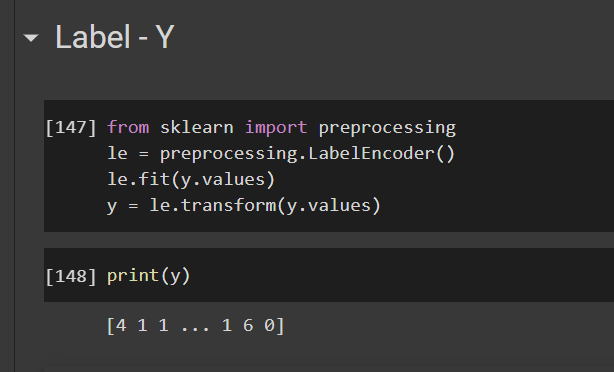 Label - Y
[147] from sklearn import preprocessing
le = preprocessing.LabelEncoder()
le.fit(y.values)
y = le.transform(y.values)
[148] print(y)
[4 1 1 ... 1 6 0]